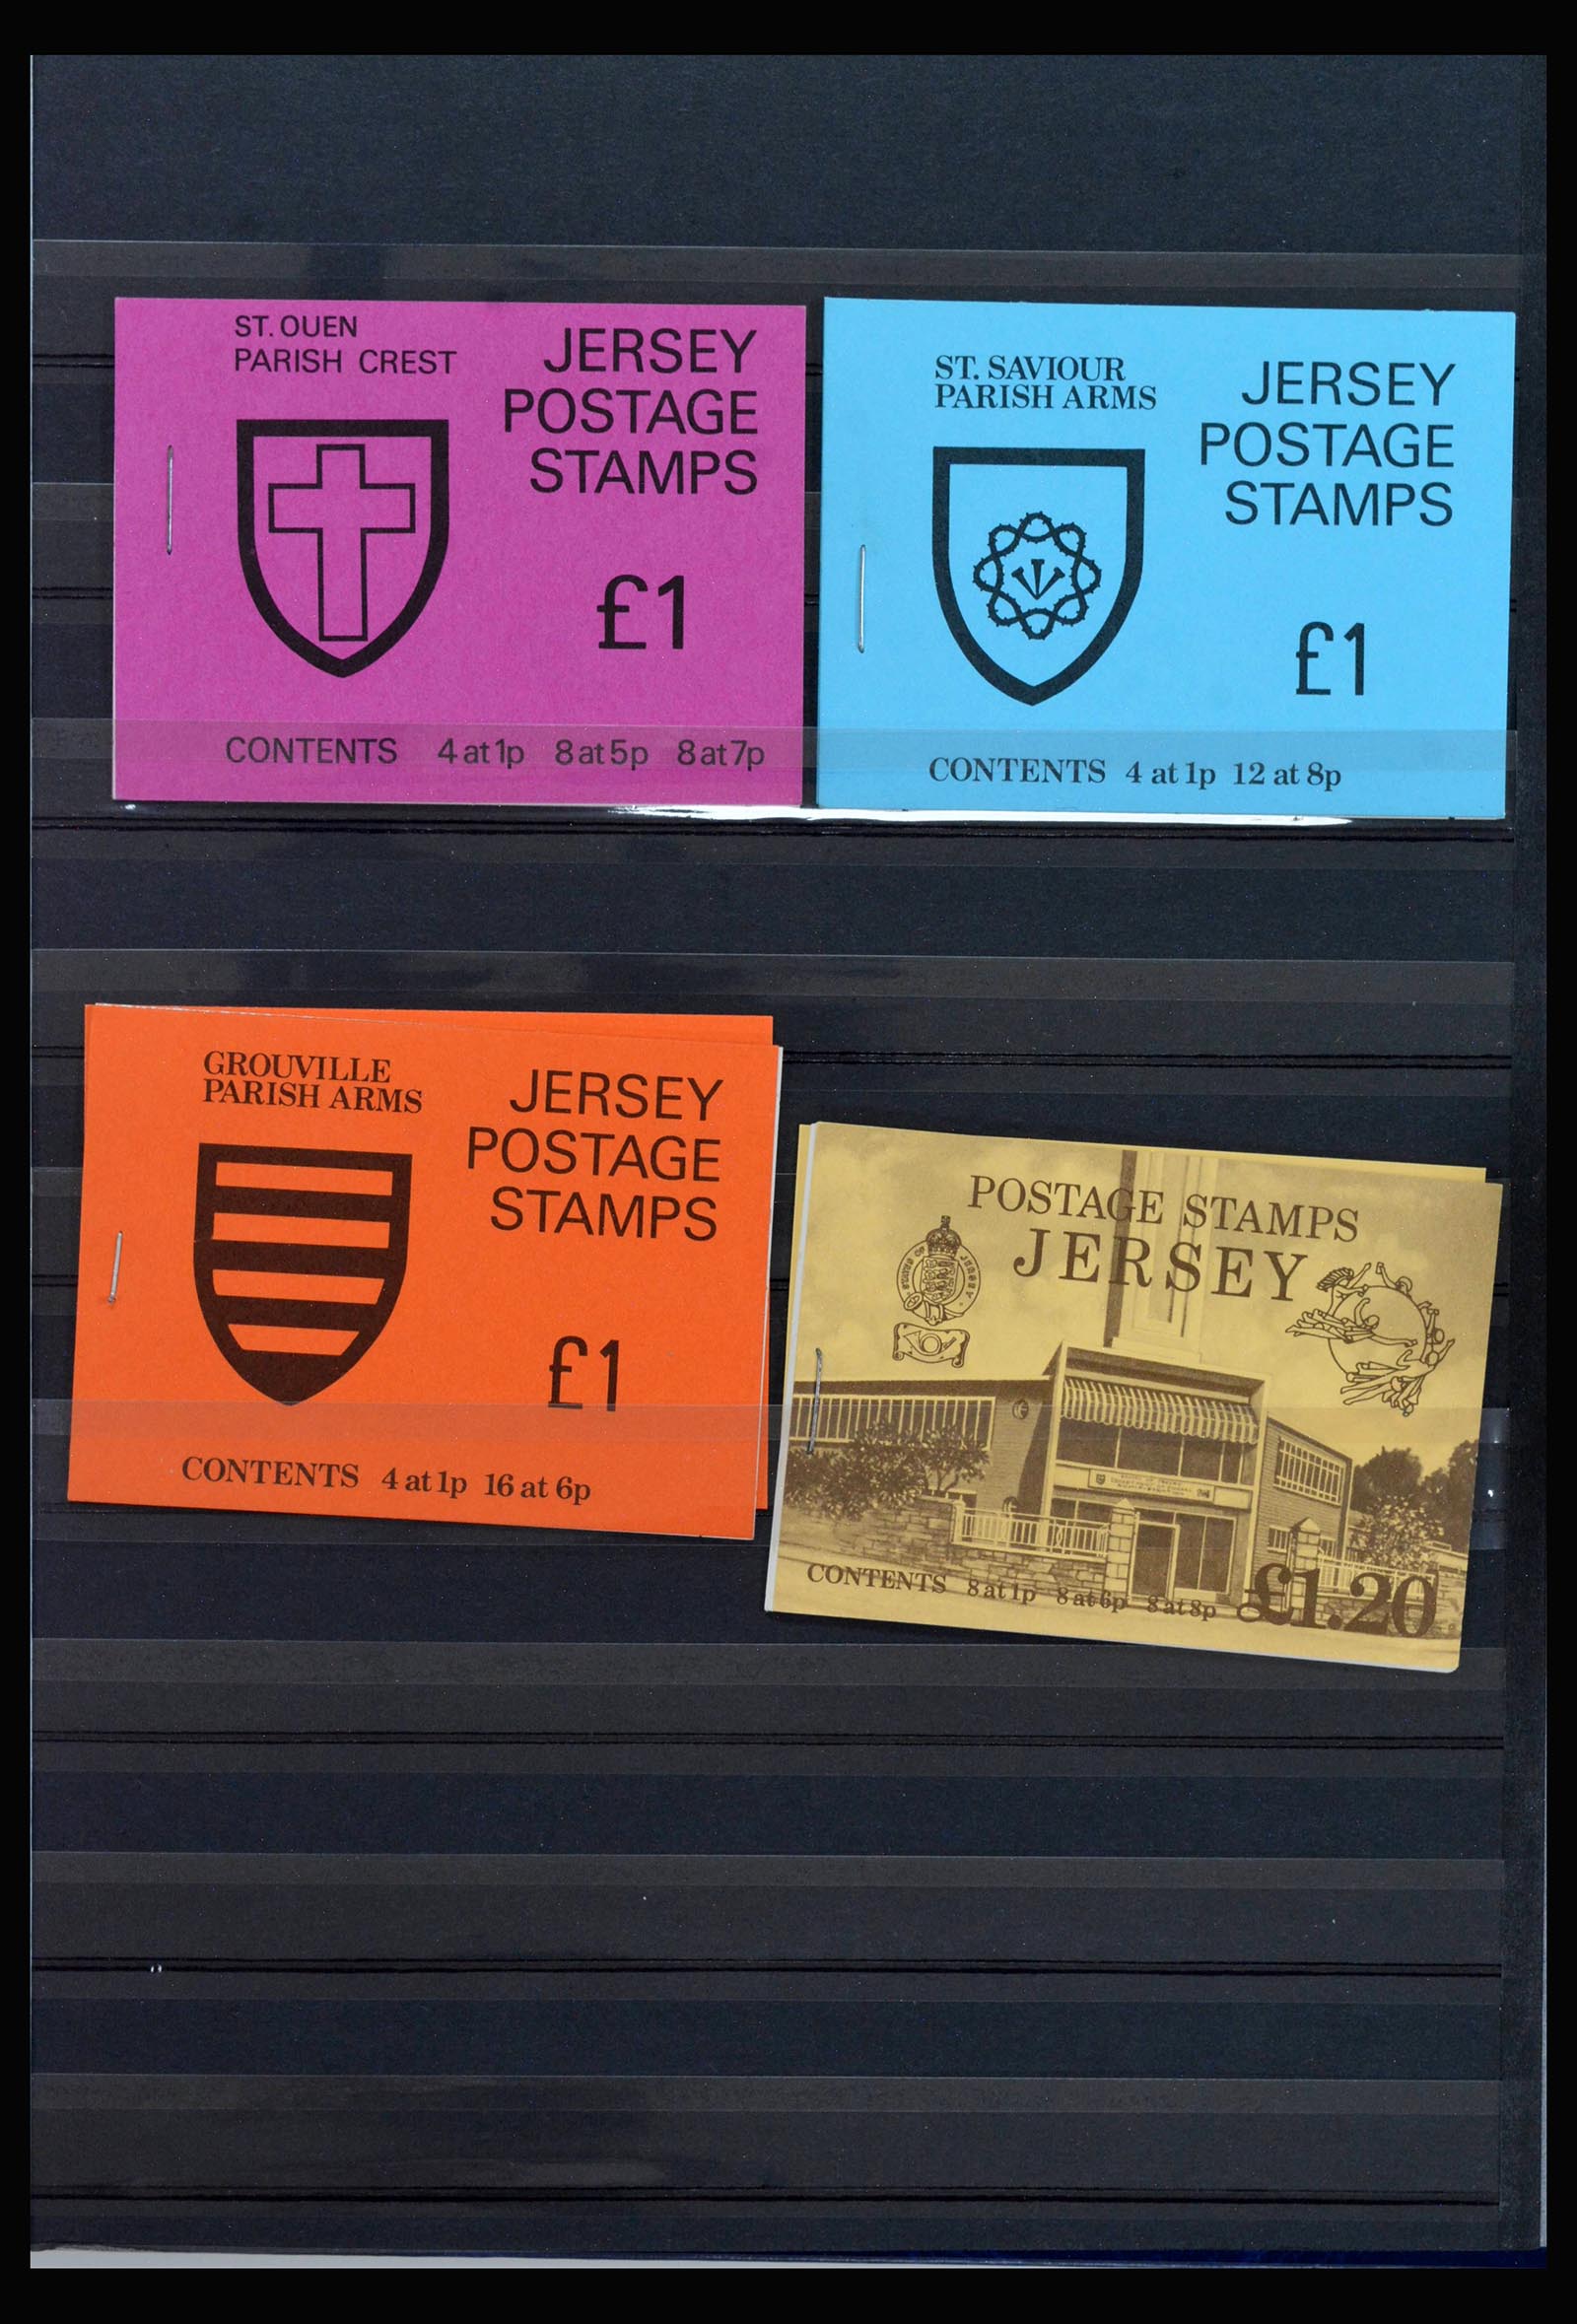 ST. OUEN
PARISH CREST
JERSEY
POSTAGE
STAMPS
£1
CONTENTS 4 at 1p 8 at 5p 8 at 7p
ST. SAVIOUR
PARISH ARMS
JERSEY
POSTAGE
STAMPS
£1
CONTENTS 4 at 1p 12 at 8p
GROUVILLE
PARISH ARMS
JERSEY
POSTAGE
STAMPS
£1
CONTENTS 4 at 1p 16 at 6p
POSTAGE STAMPS
JERSEY
STATES OF JERSEY
CONTENTS 8 at 1p 8 at 6p 8 at 8p £1.20